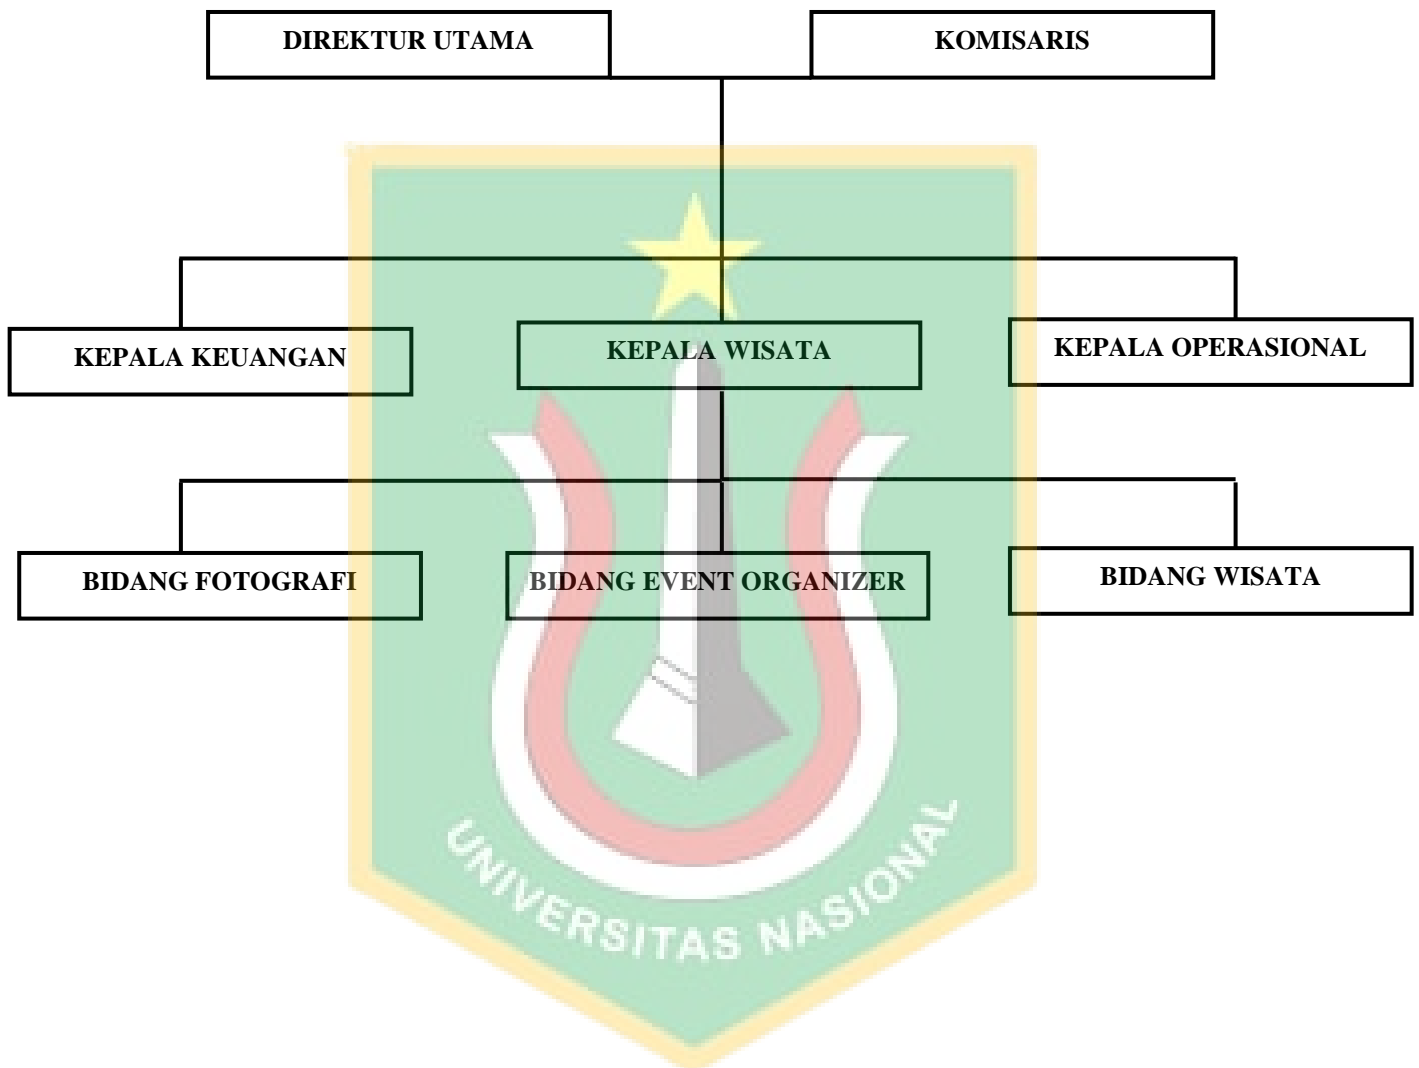 DIREKTUR UTAMA
KOMISARIS
KEPALA KEUANGAN
KEPALA WISATA
KEPALA OPERASIONAL
BIDANG FOTOGRAFI
BIDANG EVENT ORGANIZER
BIDANG WISATA
UNIVERSITAS NASIONAL